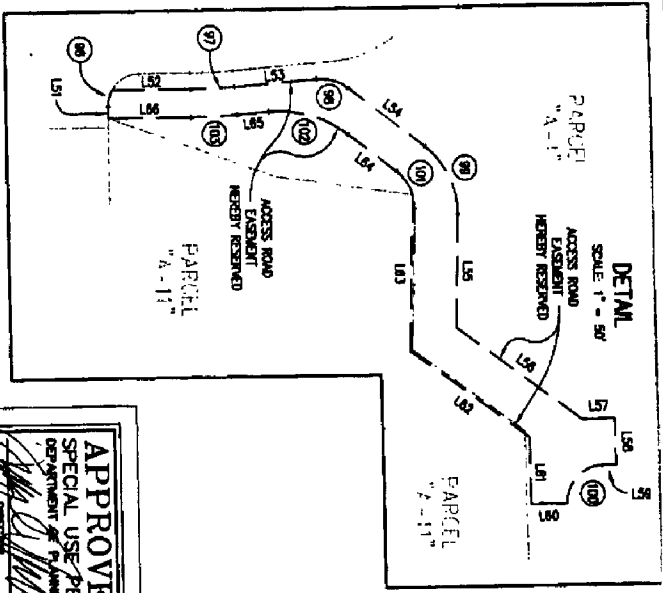 DETAIL
SCALE: 1" = 50'
PARCEL
"A-1"
ACCESS ROAD
EASEMENT
HEREBY RESERVED
ACCESS ROAD
EASEMENT
HEREBY RESERVED
PARCEL
"A-11"
PARCEL
"A-11"
L51
L52
97
L53
L54
99
L55
L56
L57
L58
L59
100
L60
L61
L62
L63
101
L64
102
L65
103
L66
APPROVE
SPECIAL USE PE
DEPARTMENT OF PLANN